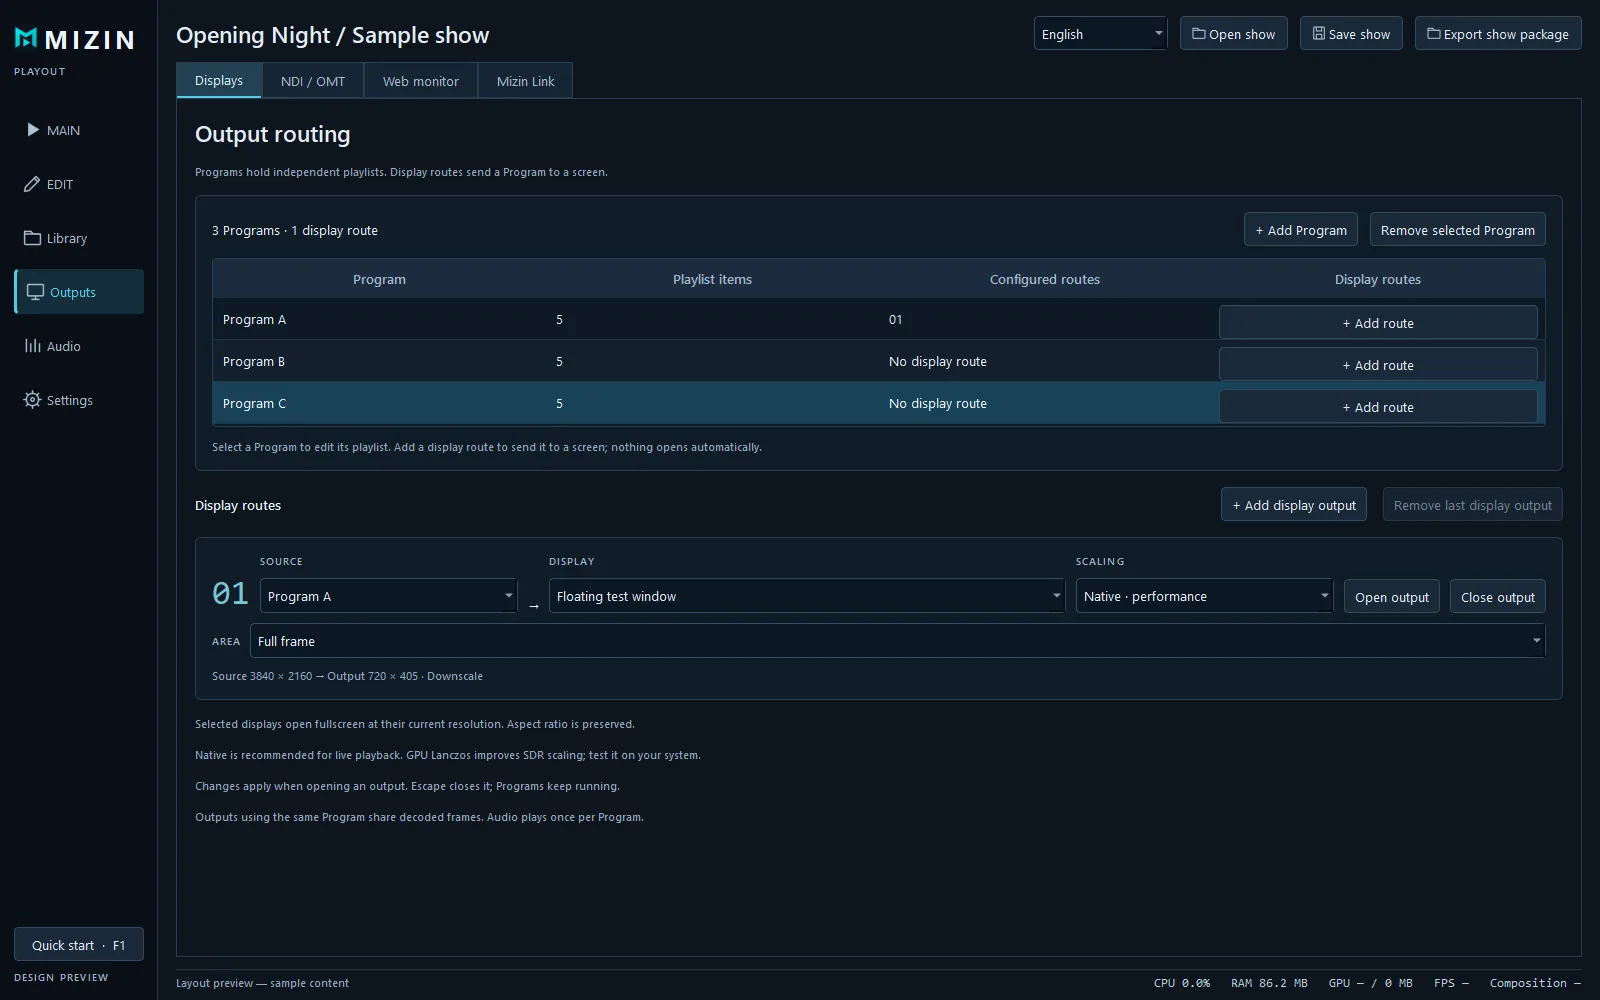 MIZIN
PLAYOUT
MAIN
EDIT
Library
Outputs
Audio
Settings
Quick start · F1
DESIGN PREVIEW
Opening Night / Sample show
English
Open show
Save show
Export show package
Displays
NDI / OMT
Web monitor
Mizin Link
Output routing
Programs hold independent playlists. Display routes send a Program to a screen.
3 Programs · 1 display route
+ Add Program
Remove selected Program
Program Playlist items Configured routes Display routes
Program A 5 01 + Add route
Program B 5 No display route + Add route
Program C 5 No display route + Add route
Select a Program to edit its playlist. Add a display route to send it to a screen; nothing opens automatically.
Display routes
+ Add display output
Remove last display output
SOURCE DISPLAY SCALING
01 Program A → Floating test window Native · performance Open output Close output
AREA Full frame
Source 3840 × 2160 → Output 720 × 405 · Downscale
Selected displays open fullscreen at their current resolution. Aspect ratio is preserved.
Native is recommended for live playback. GPU Lanczos improves SDR scaling; test it on your system.
Changes apply when opening an output. Escape closes it; Programs keep running.
Outputs using the same Program share decoded frames. Audio plays once per Program.
Layout preview — sample content
CPU 0.0% RAM 86.2 MB GPU — / 0 MB FPS — Composition —